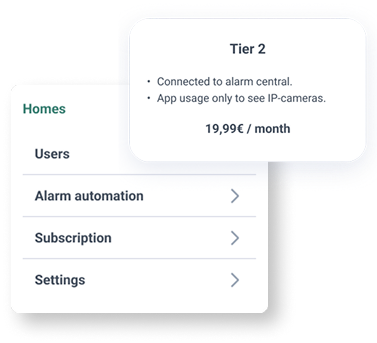 Tier 2
• Connected to alarm central.
• App usage only to see IP-cameras.
19,99€ / month
Homes
Users
Alarm automation
Subscription
Settings